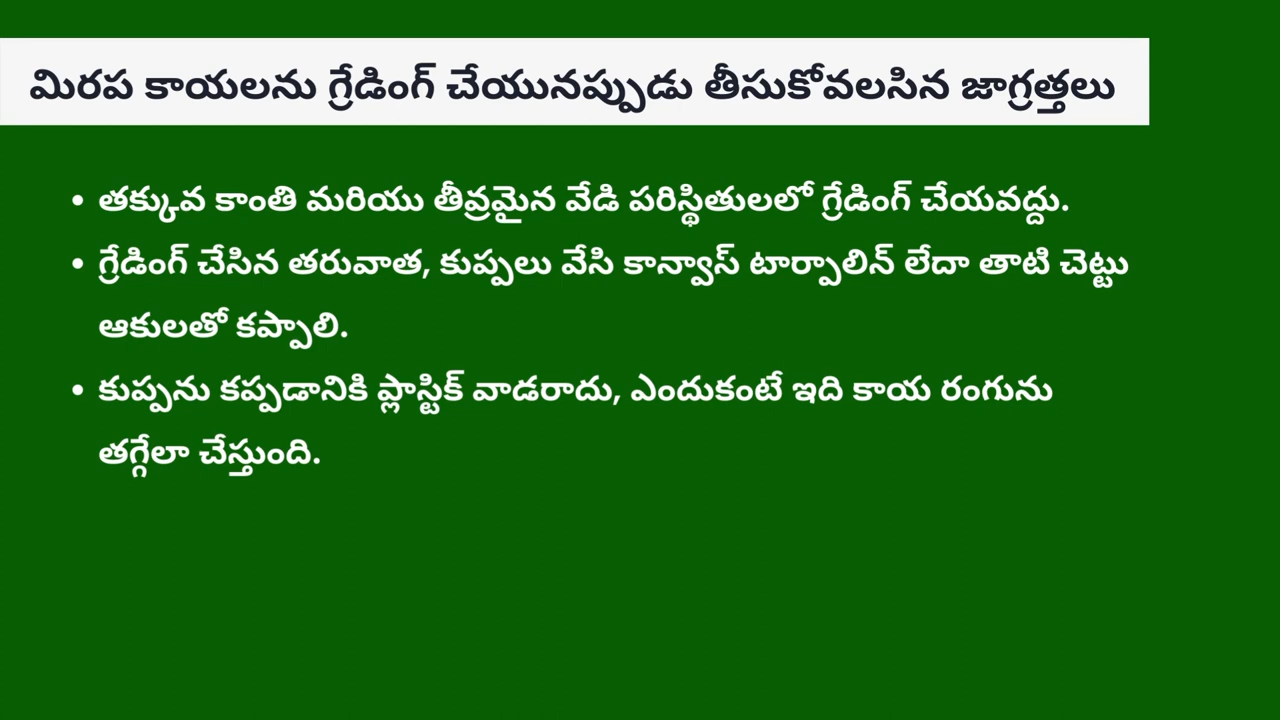 మిరప కాయలను గ్రేడింగ్ చేయునప్పుడు తీసుకోవలసిన జాగ్రత్తలు
• తక్కువ కాంతి మరియు తీవ్రమైన వేడి పరిస్థితులలో గ్రేడింగ్ చేయవద్దు.
• గ్రేడింగ్ చేసిన తరువాత, కుప్పలు వేసి కాన్వాస్ టార్పాలిన్ లేదా తాటి చెట్టు
ఆకులతో కప్పాలి.
• కుప్పను కప్పడానికి ప్లాస్టిక్ వాడరాదు, ఎందుకంటే ఇది కాయ రంగును
తగ్గేలా చేస్తుంది.